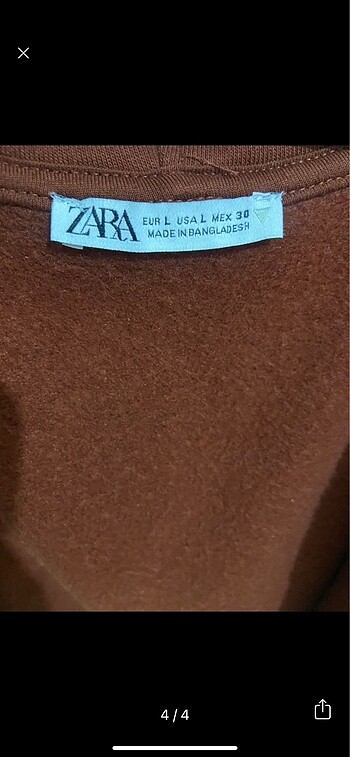 ZARA
EUR L USA L MEX 30
MADE IN BANGLADESH
4/4